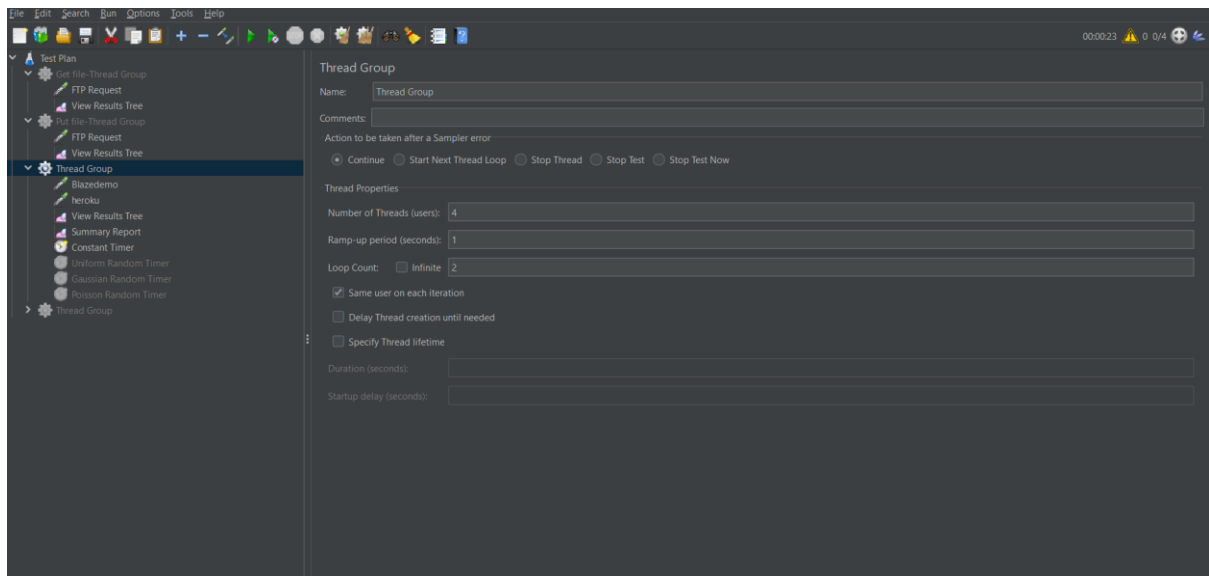 File Edit Search Run Options Tools Help
00:00:23 0 0/4
Test Plan
Get file-Thread Group
FTP Request
View Results Tree
Put file-Thread Group
FTP Request
View Results Tree
Thread Group
Blazedemo
heroku
View Results Tree
Summary Report
Constant Timer
Uniform Random Timer
Gaussian Random Timer
Poisson Random Timer
Thread Group
Thread Group
Name: Thread Group
Comments:
Action to be taken after a Sampler error
Continue Start Next Thread Loop Stop Thread Stop Test Stop Test Now
Thread Properties
Number of Threads (users): 4
Ramp-up period (seconds): 1
Loop Count: Infinite 2
Same user on each iteration
Delay Thread creation until needed
Specify Thread lifetime
Duration (seconds):
Startup delay (seconds):